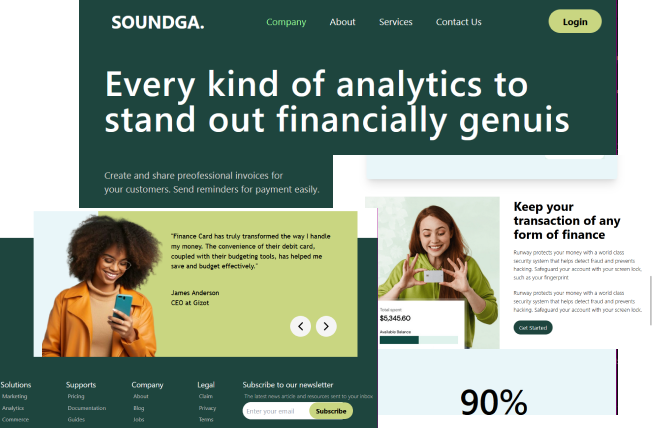 SOUNDGA.
Company About Services Contact Us Login
Every kind of analytics to
stand out financially genuis
Create and share preofessional invoices for
your customers. Send reminders for payment easily.
Keep your
transaction of any
form of finance
Runway protects your money with a world class
security system that helps detect fraud and prevents
hacking. Safeguard your account with your screen lock,
such as your fingerprint
Runway protects your money with a world class
security system that helps detect fraud and prevents
hacking. Safeguard your account with your screen lock.
Get Started
Total spent
$5,345.60
Available Balance
"Finance Card has truly transformed the way I handle
my money. The convenience of their debit card,
coupled with their budgeting tools, has helped me
save and budget effectively."
James Anderson
CEO at Gizot
90%
Solutions Supports Company Legal Subscribe to our newsletter
Marketing Pricing About Claim The latest news article and resources sent to your inbox
Analytics Documentation Blog Privacy Enter your email Subscribe
Commerce Guides Jobs Terms